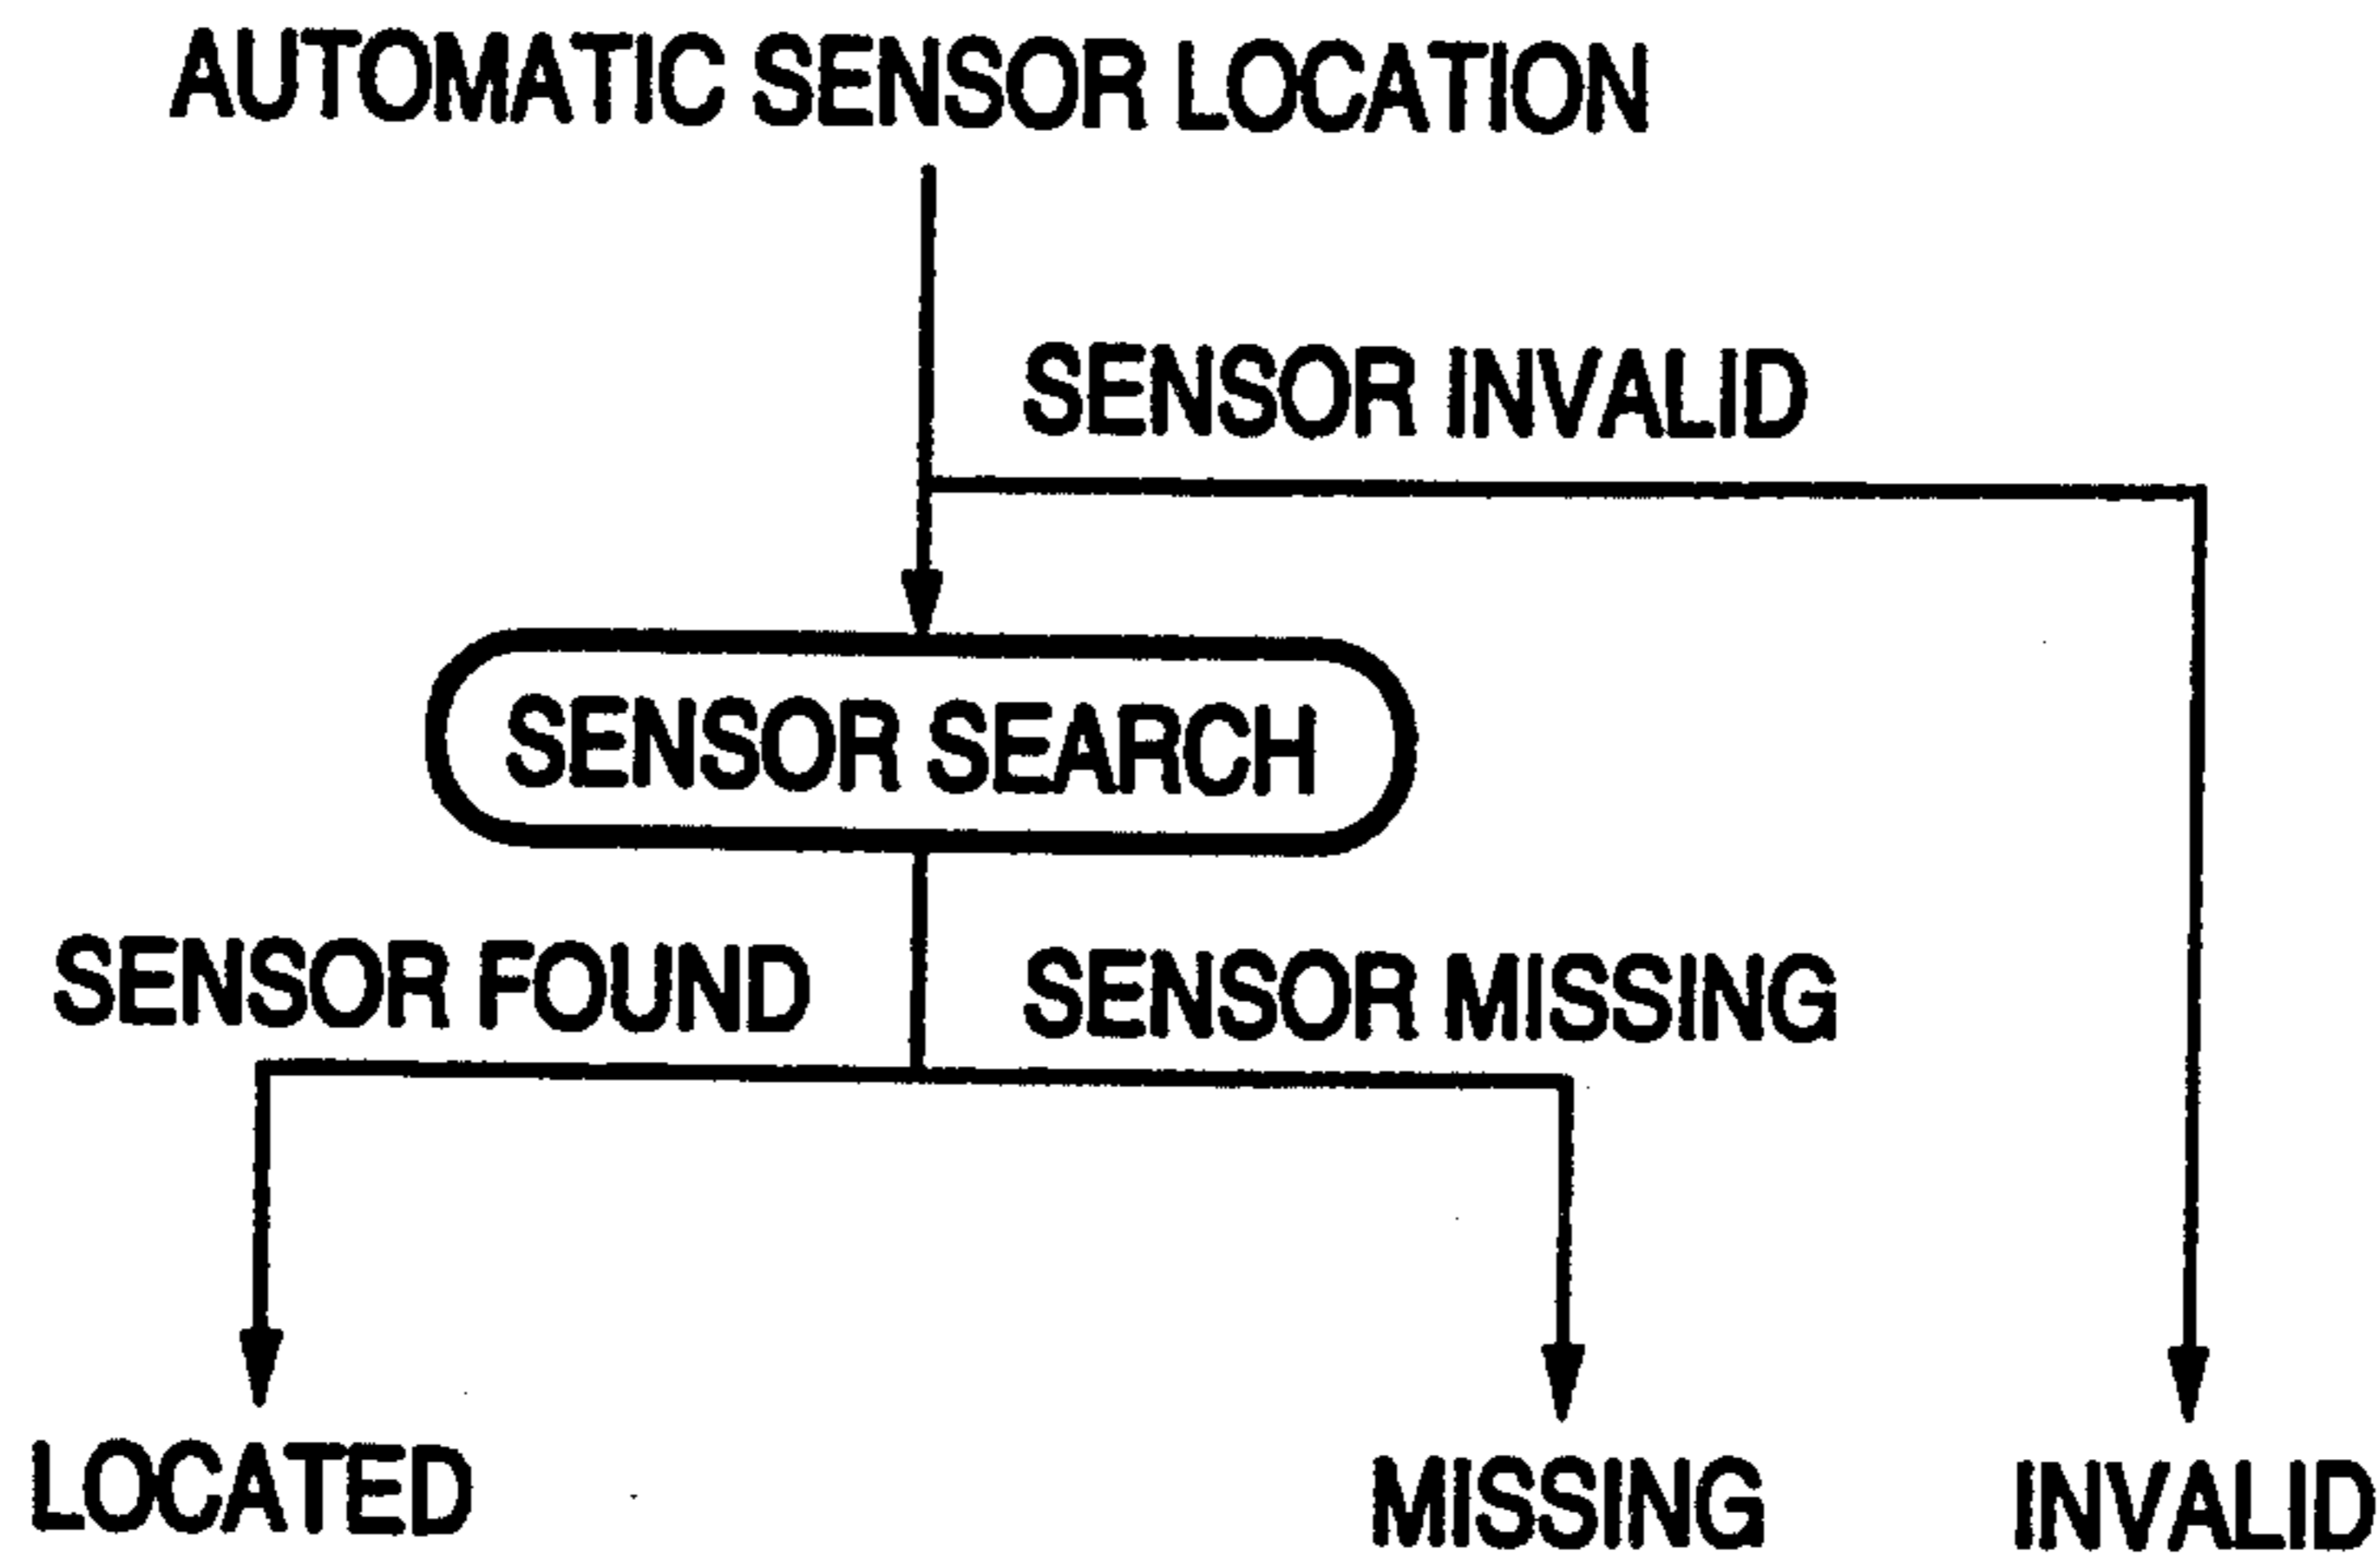 AUTOMATIC SENSOR LOCATION
SENSOR INVALID
SENSOR SEARCH
SENSOR FOUND
SENSOR MISSING
LOCATED
MISSING
INVALID